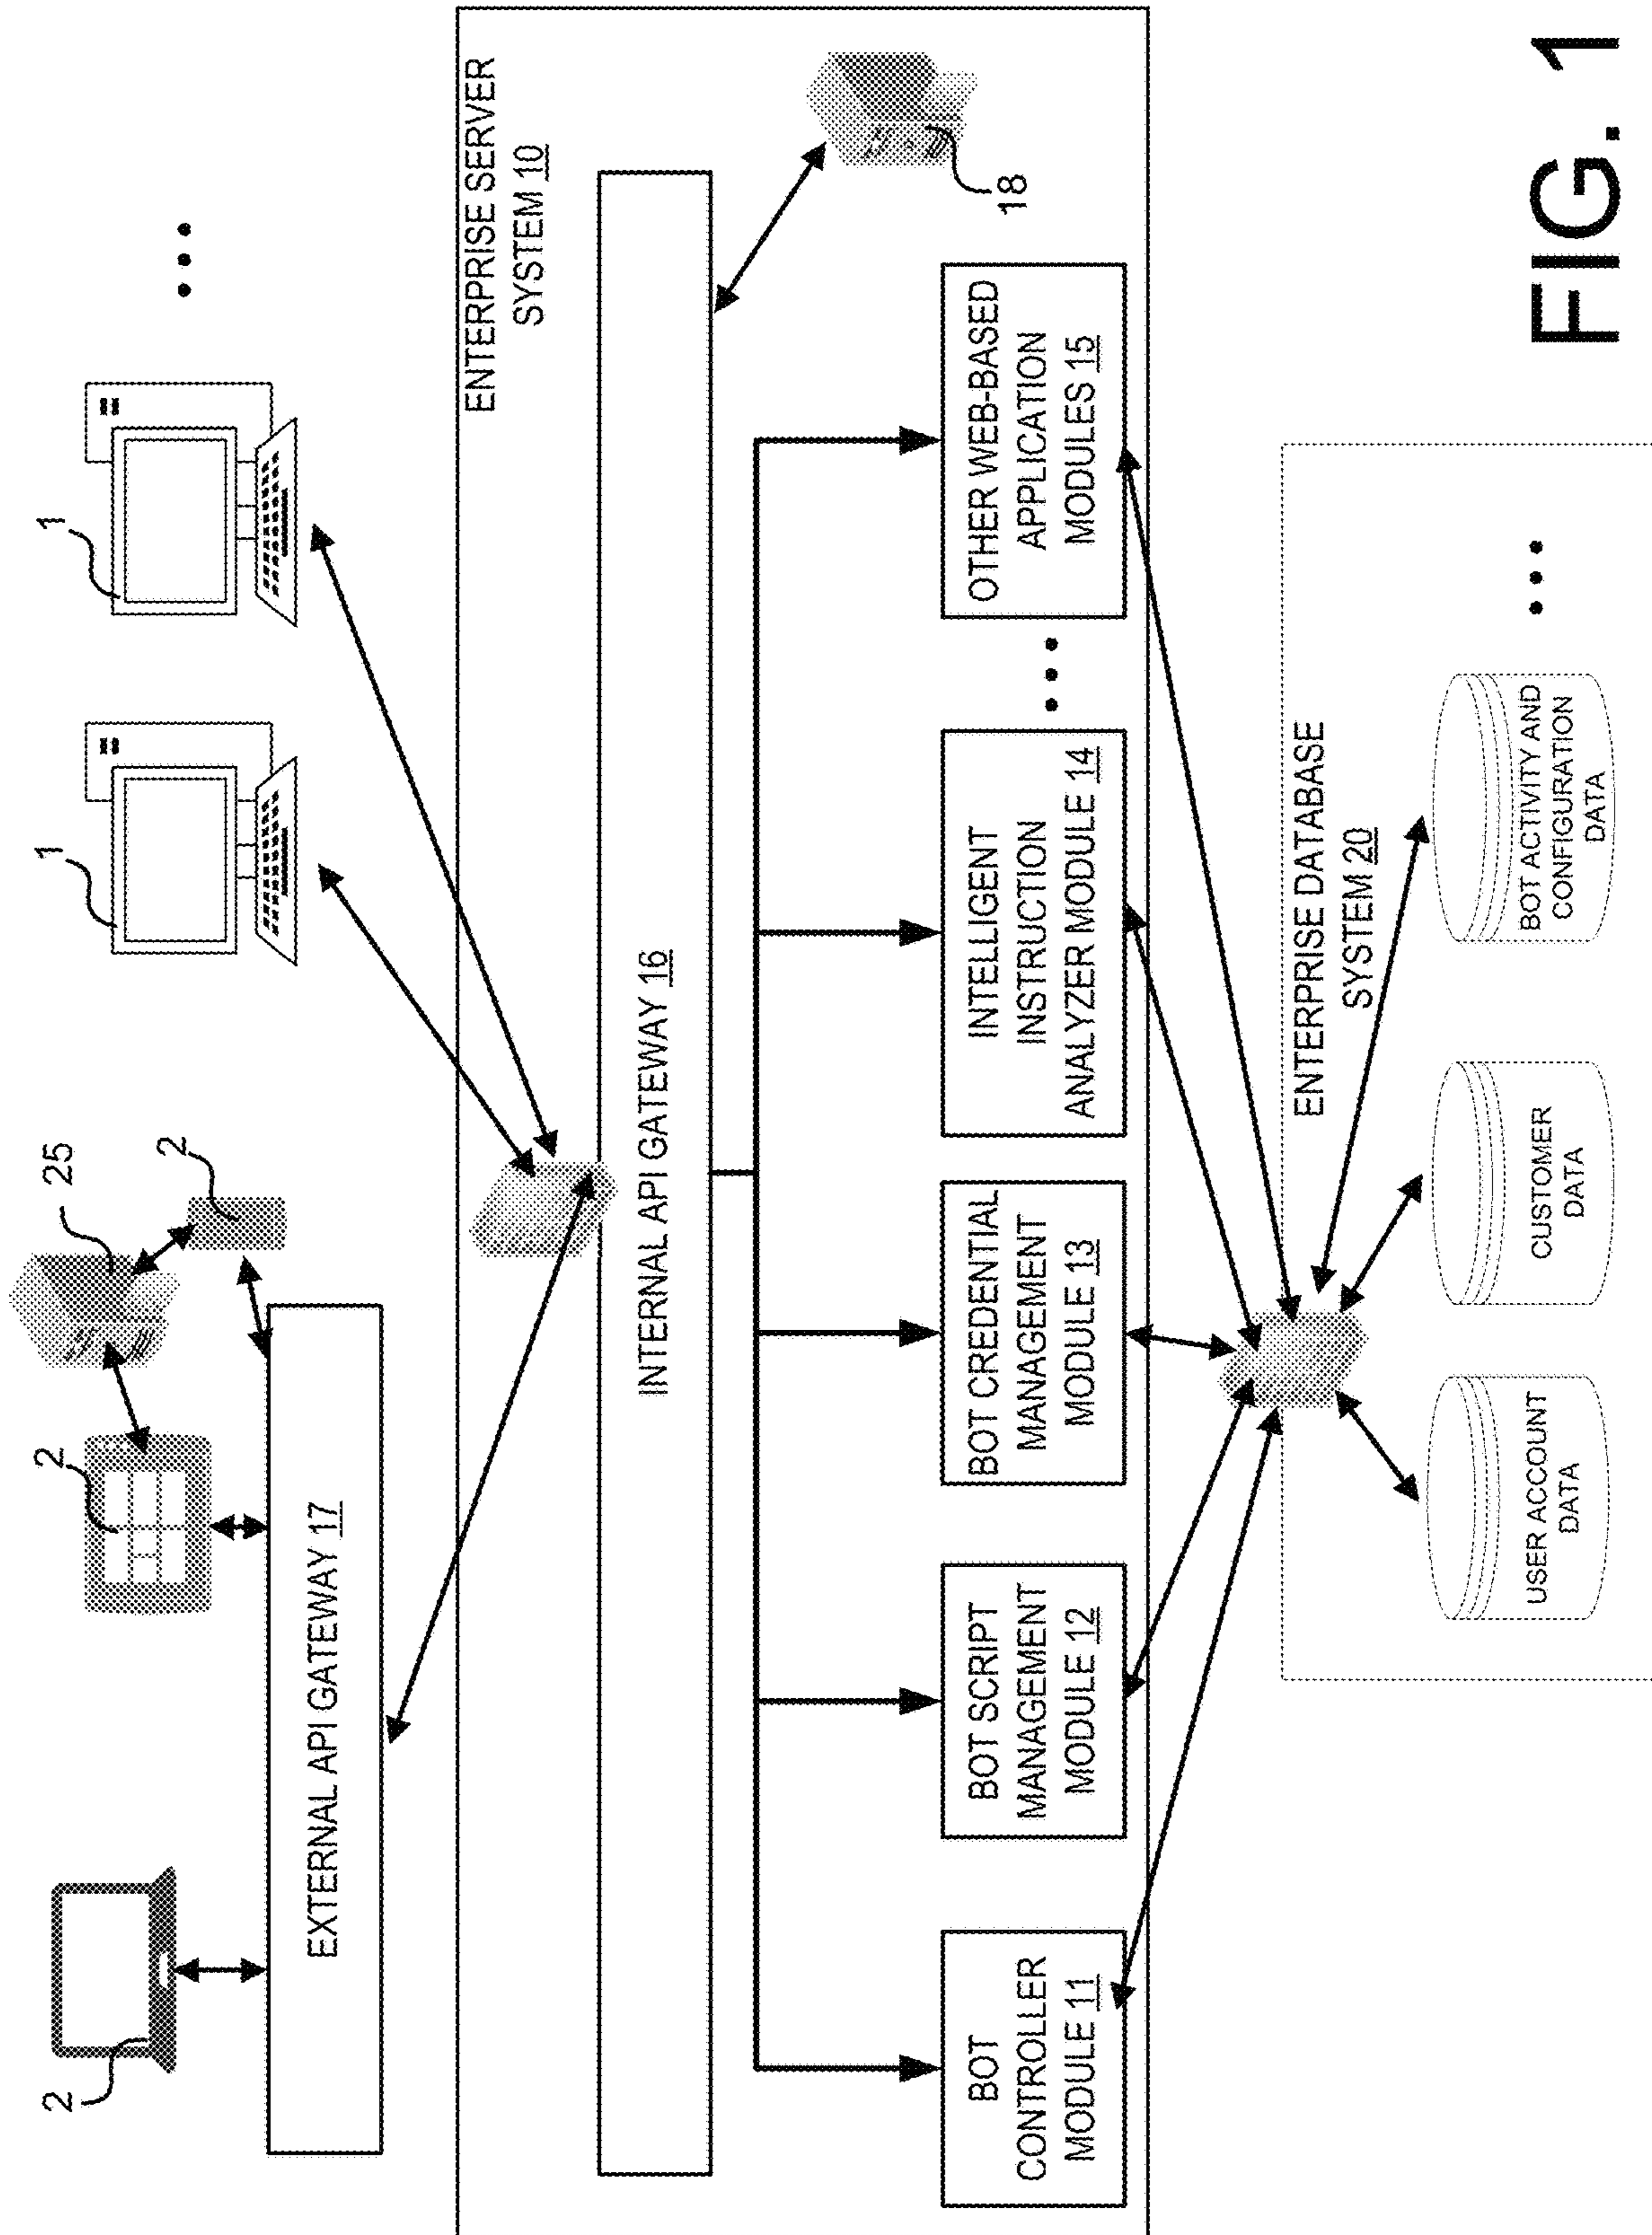 2
2
25
2
1
1
EXTERNAL API GATEWAY 17
ENTERPRISE SERVER
SYSTEM 10
INTERNAL API GATEWAY 16
18
BOT
CONTROLLER
MODULE 11
BOT SCRIPT
MANAGEMENT
MODULE 12
BOT CREDENTIAL
MANAGEMENT
MODULE 13
INTELLIGENT
INSTRUCTION
ANALYZER MODULE 14
OTHER WEB-BASED
APPLICATION
MODULES 15
ENTERPRISE DATABASE
SYSTEM 20
USER ACCOUNT
DATA
CUSTOMER
DATA
BOT ACTIVITY AND
CONFIGURATION
DATA
FIG. 1